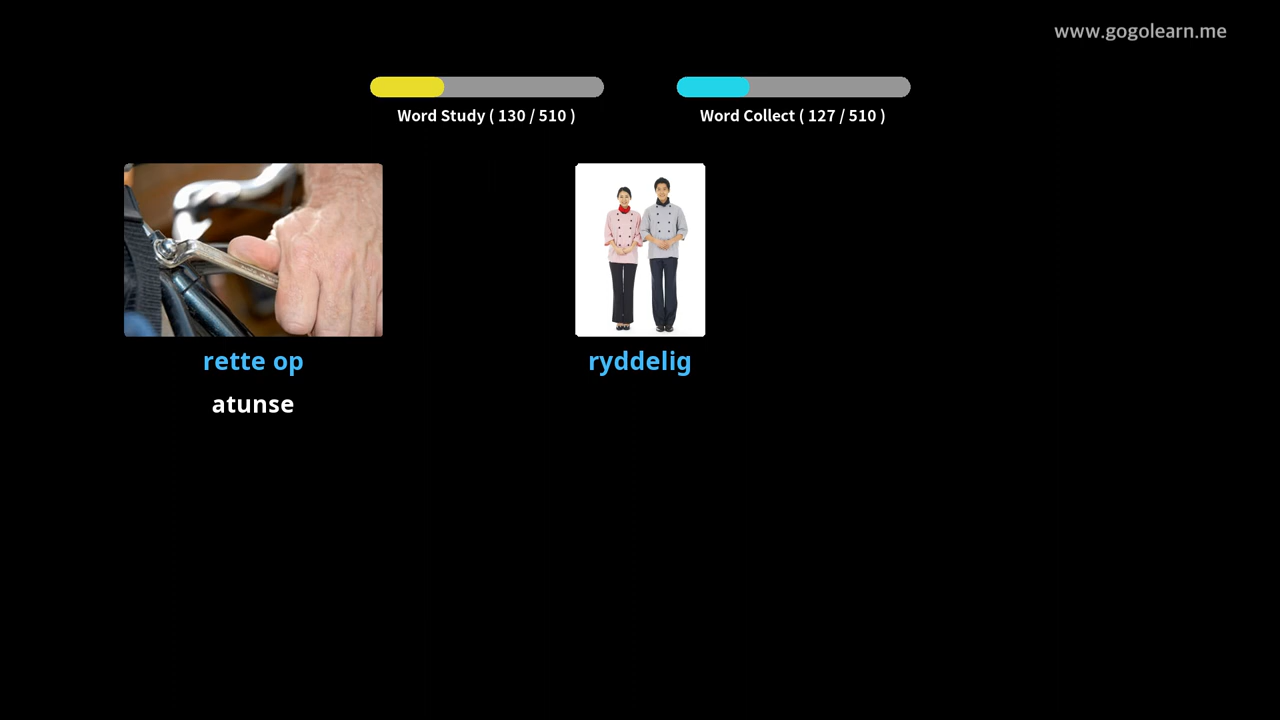 www.gogolearn.me
Word Study ( 130 / 510 )
Word Collect ( 127 / 510 )
rette op
ryddelig
atunse